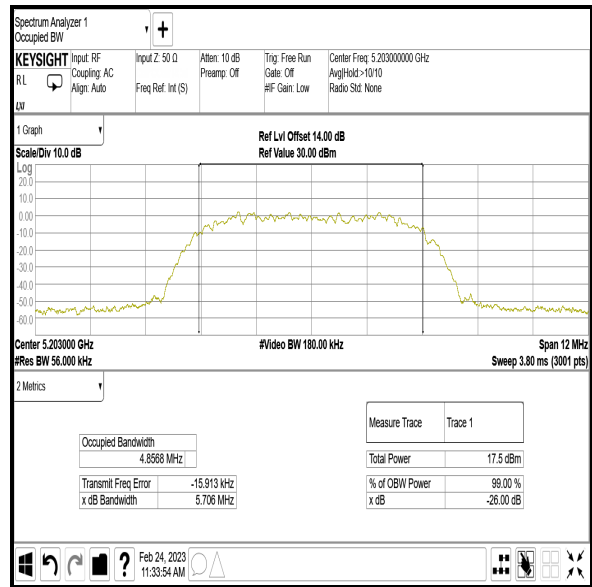 Spectrum Analyzer 1
Occupied BW
KEYSIGHT
RL
LXI
Input: RF
Coupling: AC
Align: Auto
Input Z: 50 Ω
Freq Ref: Int (S)
Atten: 10 dB
Preamp: Off
Trig: Free Run
Gate: Off
#IF Gain: Low
Center Freq: 5.203000000 GHz
Avg|Hold:>10/10
Radio Std: None
1 Graph
Scale/Div 10.0 dB
Ref Lvl Offset 14.00 dB
Ref Value 30.00 dBm
Log
20.0
10.0
0.00
-10.0
-20.0
-30.0
-40.0
-50.0
-60.0
Center 5.203000 GHz
#Video BW 180.00 kHz
Span 12 MHz
#Res BW 56.000 kHz
Sweep 3.80 ms (3001 pts)
2 Metrics
Occupied Bandwidth
4.8568 MHz
Transmit Freq Error -15.913 kHz
x dB Bandwidth 5.706 MHz
Measure Trace Trace 1
Total Power 17.5 dBm
% of OBW Power 99.00 %
x dB -26.00 dB
?
Feb 24, 2023
11:33:54 AM